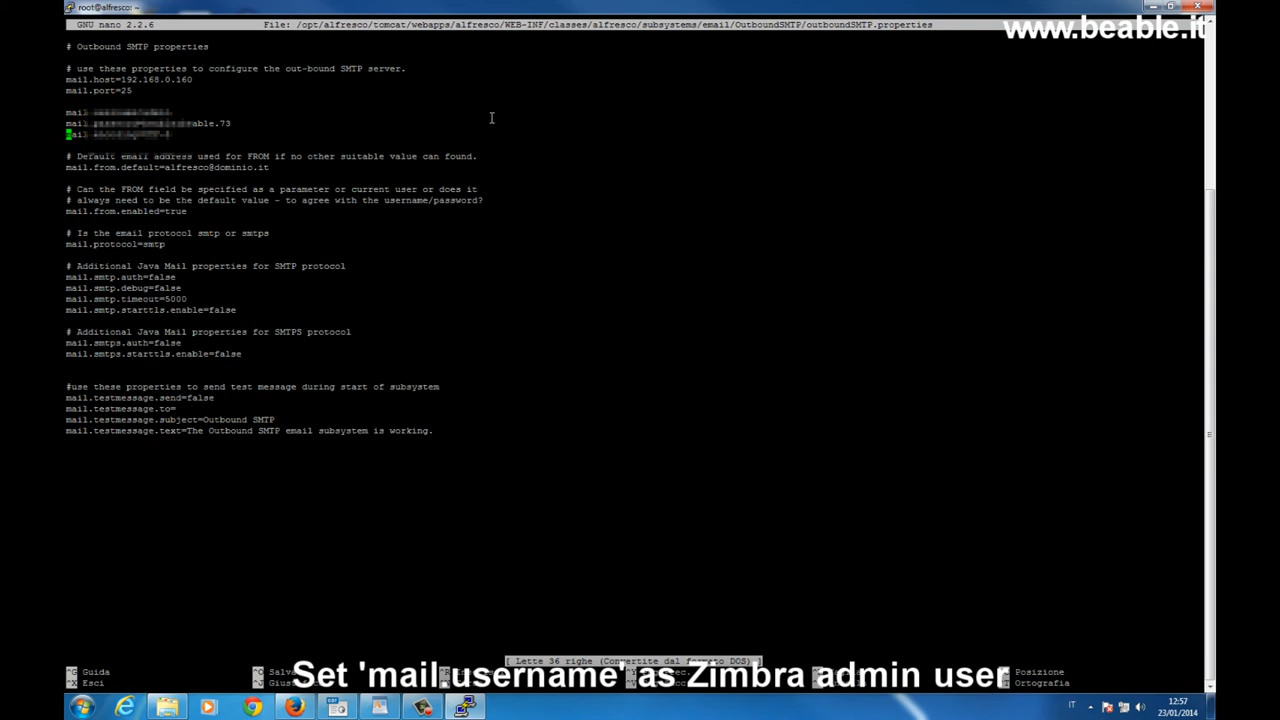 root@alfresco: ~
GNU nano 2.2.6 File: /opt/alfresco/tomcat/webapps/alfresco/WEB-INF/classes/alfresco/subsystems/email/OutboundSMTP/outboundSMTP.properties
www.beable.it
# Outbound SMTP properties
# use these properties to configure the out-bound SMTP server.
mail.host=192.168.0.160
mail.port=25
mail
mail able.73
mail
# Default email address used for FROM if no other suitable value can found.
mail.from.default=alfresco@dominio.it
# Can the FROM field be specified as a parameter or current user or does it
# always need to be the default value - to agree with the username/password?
mail.from.enabled=true
# Is the email protocol smtp or smtps
mail.protocol=smtp
# Additional Java Mail properties for SMTP protocol
mail.smtp.auth=false
mail.smtp.debug=false
mail.smtp.timeout=5000
mail.smtp.starttls.enable=false
# Additional Java Mail properties for SMTPS protocol
mail.smtps.auth=false
mail.smtps.starttls.enable=false
#use these properties to send test message during start of subsystem
mail.testmessage.send=false
mail.testmessage.to=
mail.testmessage.subject=Outbound SMTP
mail.testmessage.text=The Outbound SMTP email subsystem is working.
[ Lette 36 righe (Convertite dal formato DOS) ]
^G Guida ^O Posizione
^X Esci Ortografia
Set 'mail username' as Zimbra admin user
IT 12:57
23/01/2014